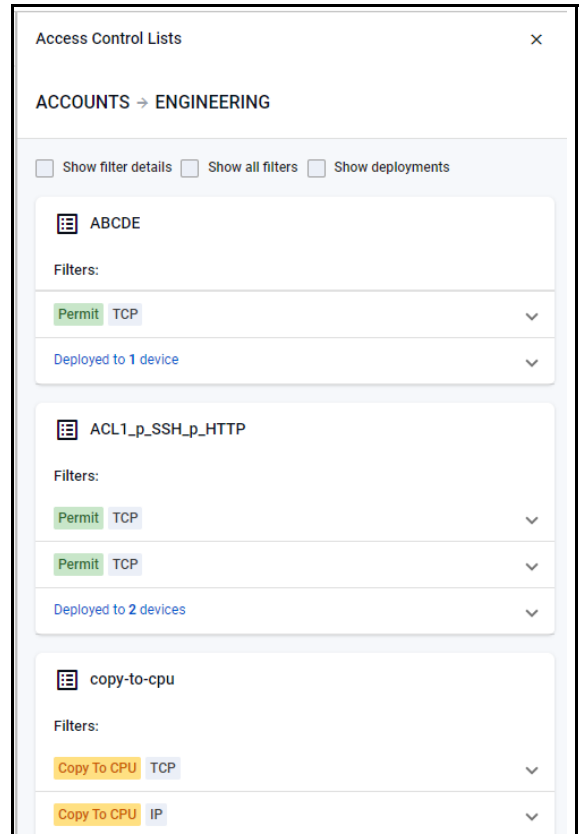 Access Control Lists
ACCOUNTS → ENGINEERING
Show filter details Show all filters Show deployments
ABCDE
Filters:
Permit TCP
Deployed to 1 device
ACL1_p_SSH_p_HTTP
Filters:
Permit TCP
Permit TCP
Deployed to 2 devices
copy-to-cpu
Filters:
Copy To CPU TCP
Copy To CPU IP